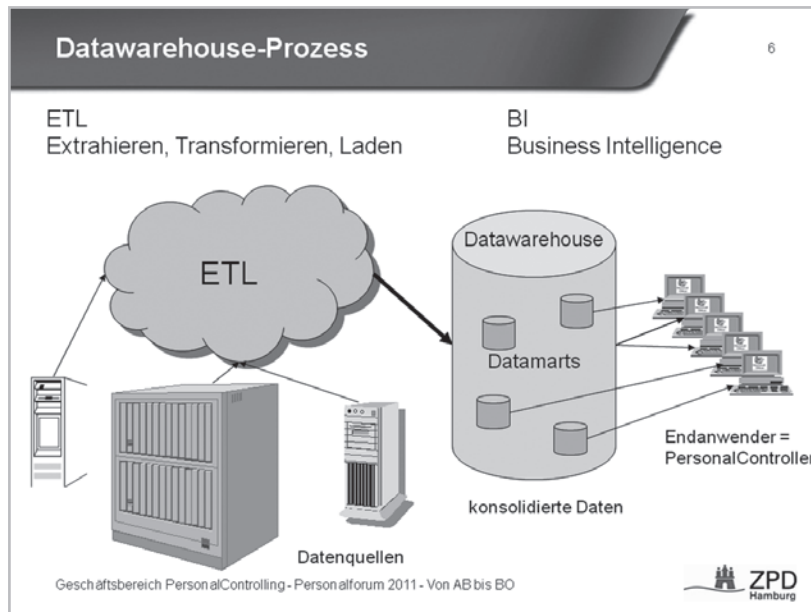 Datawarehouse-Prozess
6
ETL
Extrahieren, Transformieren, Laden
BI
Business Intelligence
ETL
Datawarehouse
Datamarts
Endanwender =
PersonalController
konsolidierte Daten
Datenquellen
Geschäftsbereich PersonalControlling - Personalforum 2011 - Von AB bis BO
ZPD
Hamburg